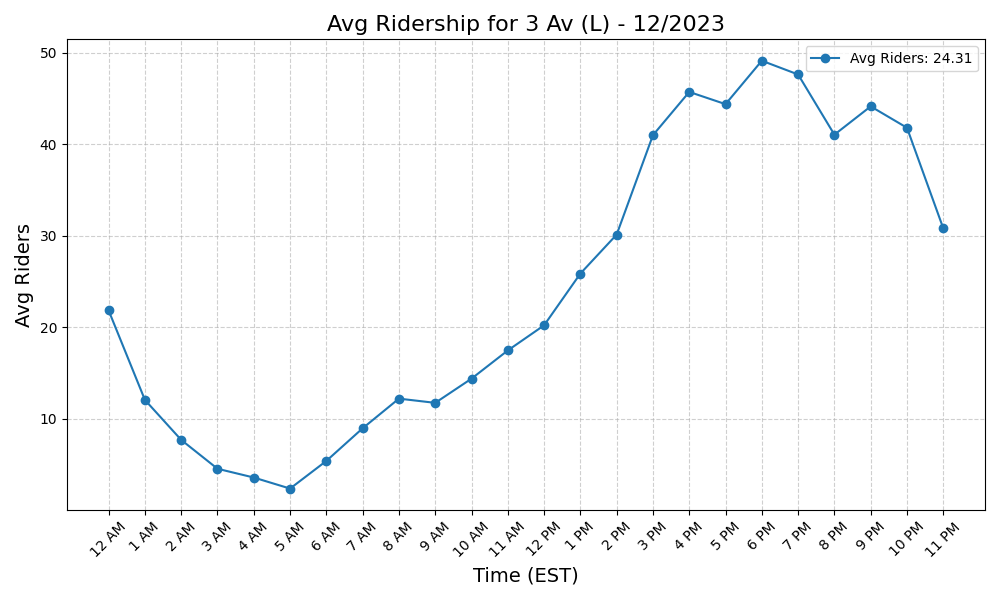 Avg Ridership for 3 Av (L) - 12/2023
Avg Riders: 24.31
Avg Riders
50
40
30
20
10
12 AM
1 AM
2 AM
3 AM
4 AM
5 AM
6 AM
7 AM
8 AM
9 AM
10 AM
11 AM
12 PM
1 PM
2 PM
3 PM
4 PM
5 PM
6 PM
7 PM
8 PM
9 PM
10 PM
11 PM
Time (EST)